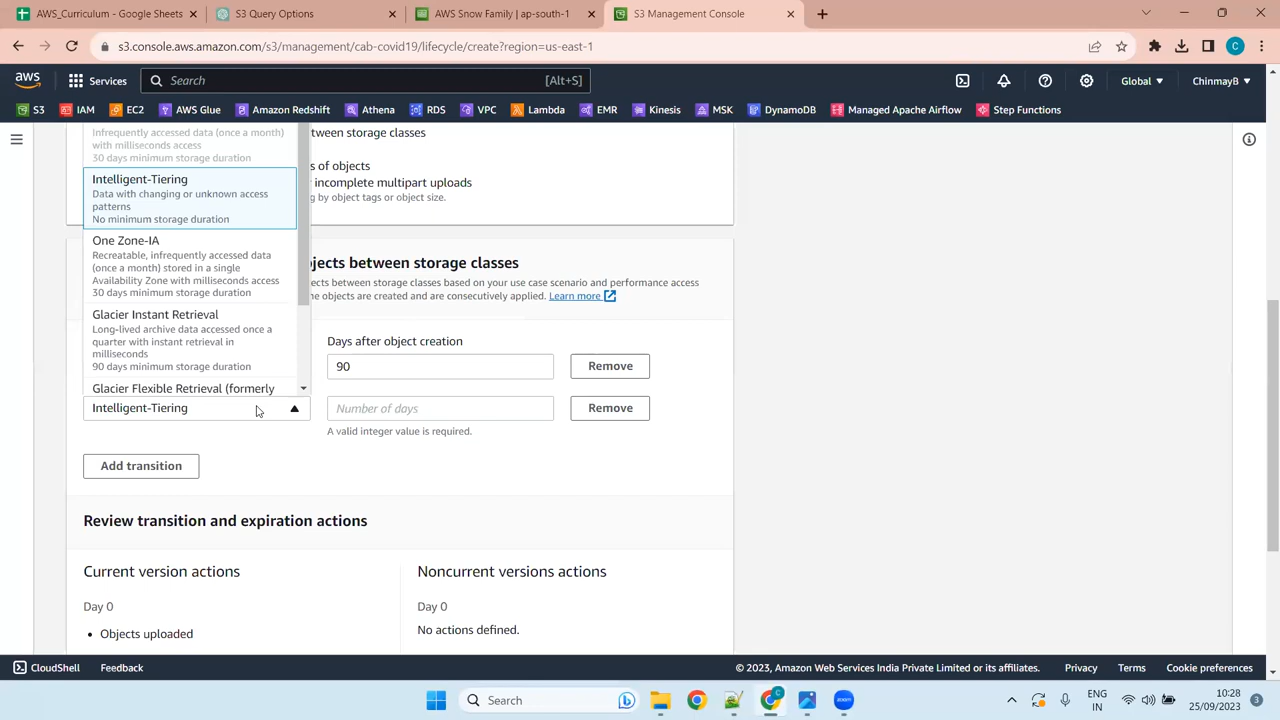 AWS_Curriculum - Google Sheets
S3 Query Options
AWS Snow Family | ap-south-1
S3 Management Console
s3.console.aws.amazon.com/s3/management/cab-covid19/lifecycle/create?region=us-east-1
C
aws
Services
Search
[Alt+S]
Global
ChinmayB
S3
IAM
EC2
AWS Glue
Amazon Redshift
Athena
RDS
VPC
Lambda
EMR
Kinesis
MSK
DynamoDB
Managed Apache Airflow
Step Functions
Infrequently accessed data (once a month)
with milliseconds access
30 days minimum storage duration
tween storage classes
s of objects
incomplete multipart uploads
ng by object tags or object size.
Intelligent-Tiering
Data with changing or unknown access
patterns
No minimum storage duration
One Zone-IA
Recreatable, infrequently accessed data
(once a month) stored in a single
Availability Zone with milliseconds access
30 days minimum storage duration
Glacier Instant Retrieval
Long-lived archive data accessed once a
quarter with instant retrieval in
milliseconds
90 days minimum storage duration
Glacier Flexible Retrieval (formerly
jects between storage classes
ects between storage classes based on your use case scenario and performance access
ne objects are created and are consecutively applied. Learn more
Days after object creation
90
Remove
Intelligent-Tiering
Number of days
Remove
A valid integer value is required.
Add transition
Review transition and expiration actions
Current version actions
Noncurrent versions actions
Day 0
Day 0
• Objects uploaded
No actions defined.
CloudShell
Feedback
© 2023, Amazon Web Services India Private Limited or its affiliates.
Privacy
Terms
Cookie preferences
Search
C
zoom
ENG
IN
10:28
25/09/2023
3